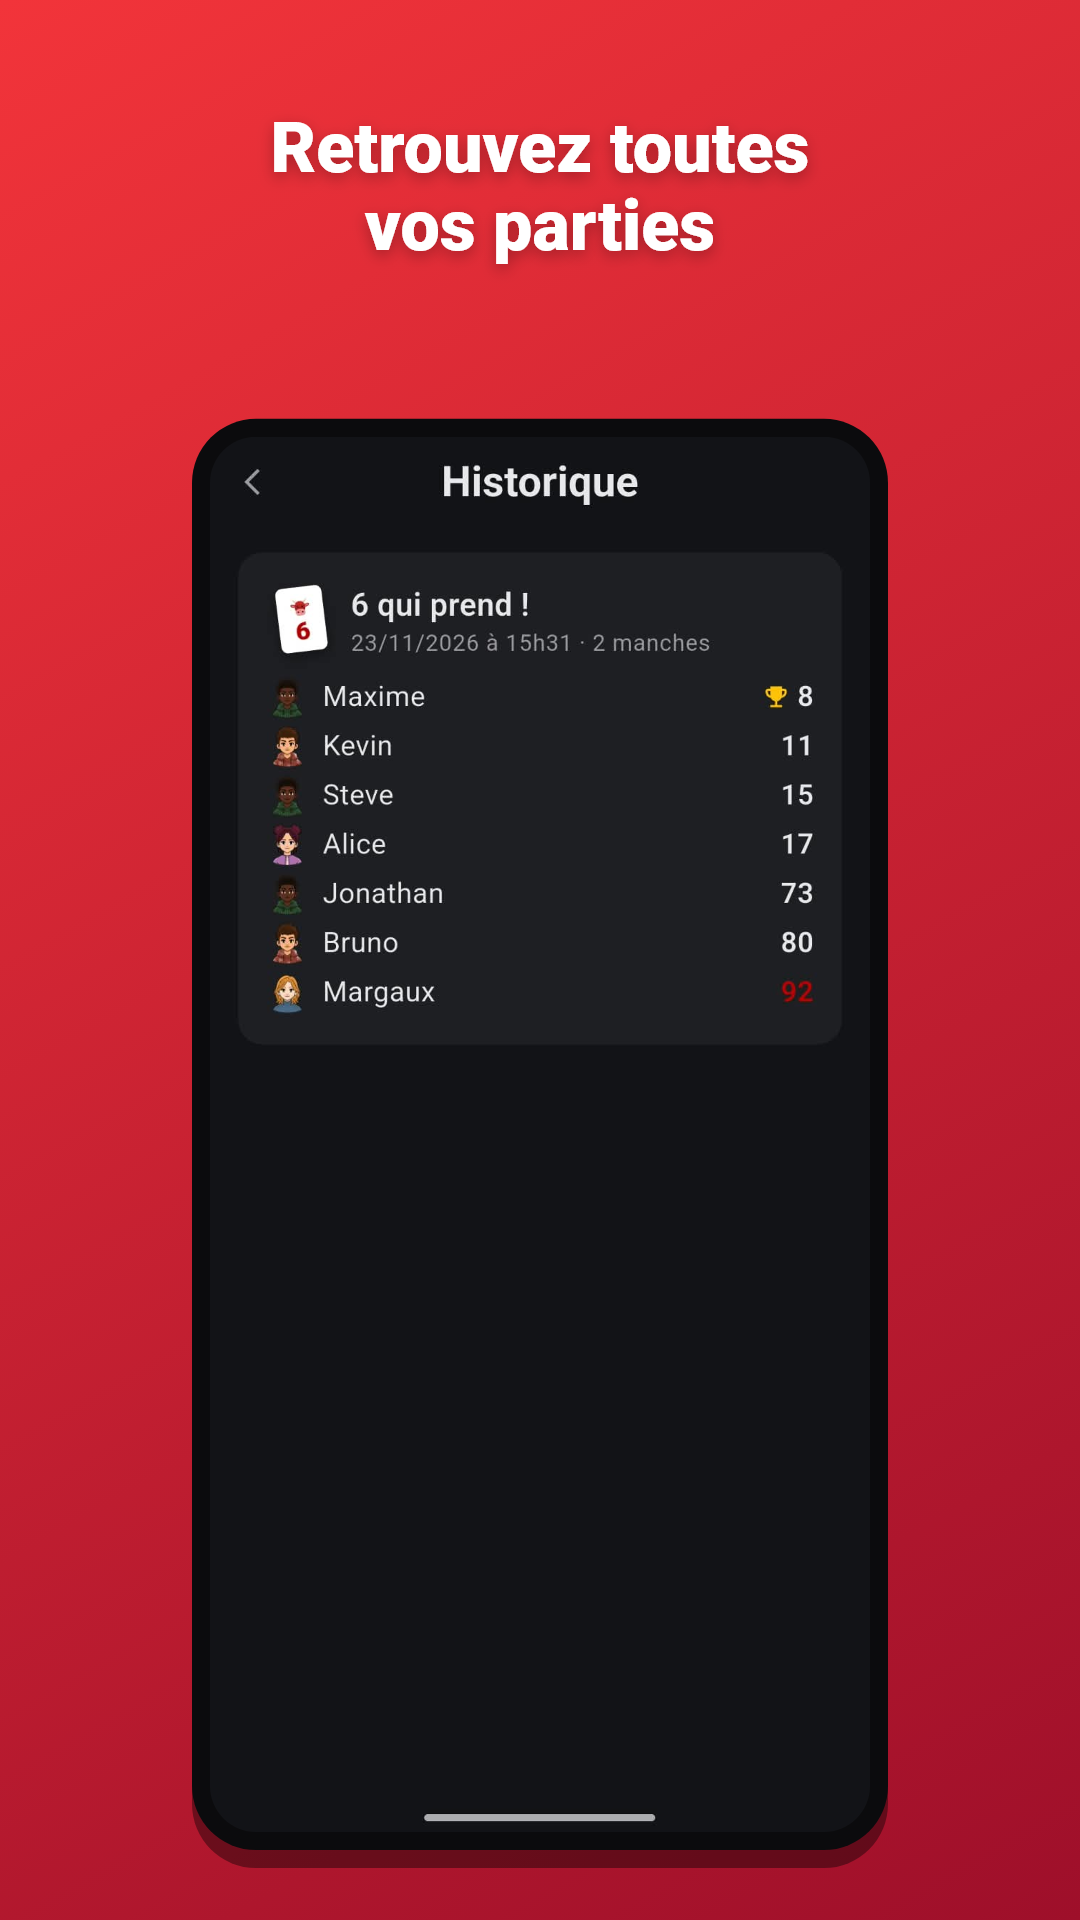 Retrouvez toutes
vos parties
Historique
6
6 qui prend !
23/11/2026 à 15h31 · 2 manches
Maxime 8
Kevin 11
Steve 15
Alice 17
Jonathan 73
Bruno 80
Margaux 92